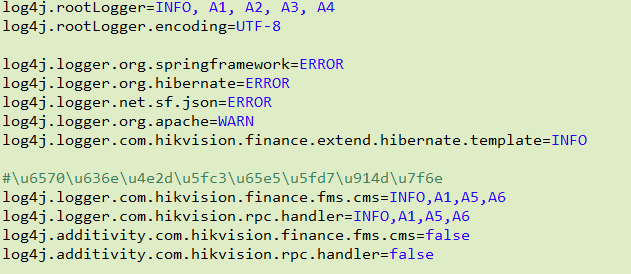 log4j.rootLogger=INFO, A1, A2, A3, A4
log4j.rootLogger.encoding=UTF-8
log4j.logger.org.springframework=ERROR
log4j.logger.org.hibernate=ERROR
log4j.logger.net.sf.json=ERROR
log4j.logger.org.apache=WARN
log4j.logger.com.hikvision.finance.extend.hibernate.template=INFO
#\u6570\u636e\u4e2d\u5fc3\u65e5\u5fd7\u914d\u7f6e
log4j.logger.com.hikvision.finance.fms.cms=INFO,A1,A5,A6
log4j.logger.com.hikvision.rpc.handler=INFO,A1,A5,A6
log4j.additivity.com.hikvision.finance.fms.cms=false
log4j.additivity.com.hikvision.rpc.handler=false